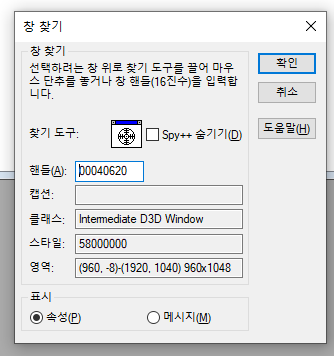 창 찾기
창 찾기
선택하려는 창 위로 찾기 도구를 끌어 마우
스 단추를 놓거나 창 핸들(16진수)을 입력합
니다.
확인
취소
찾기 도구:
Spy++ 숨기기(D)
도움말(H)
핸들(A): 00040620
캡션:
클래스: Intermediate D3D Window
스타일: 58000000
영역: (960, -8)-(1920, 1040) 960x1048
표시
속성(P) 메시지(M)